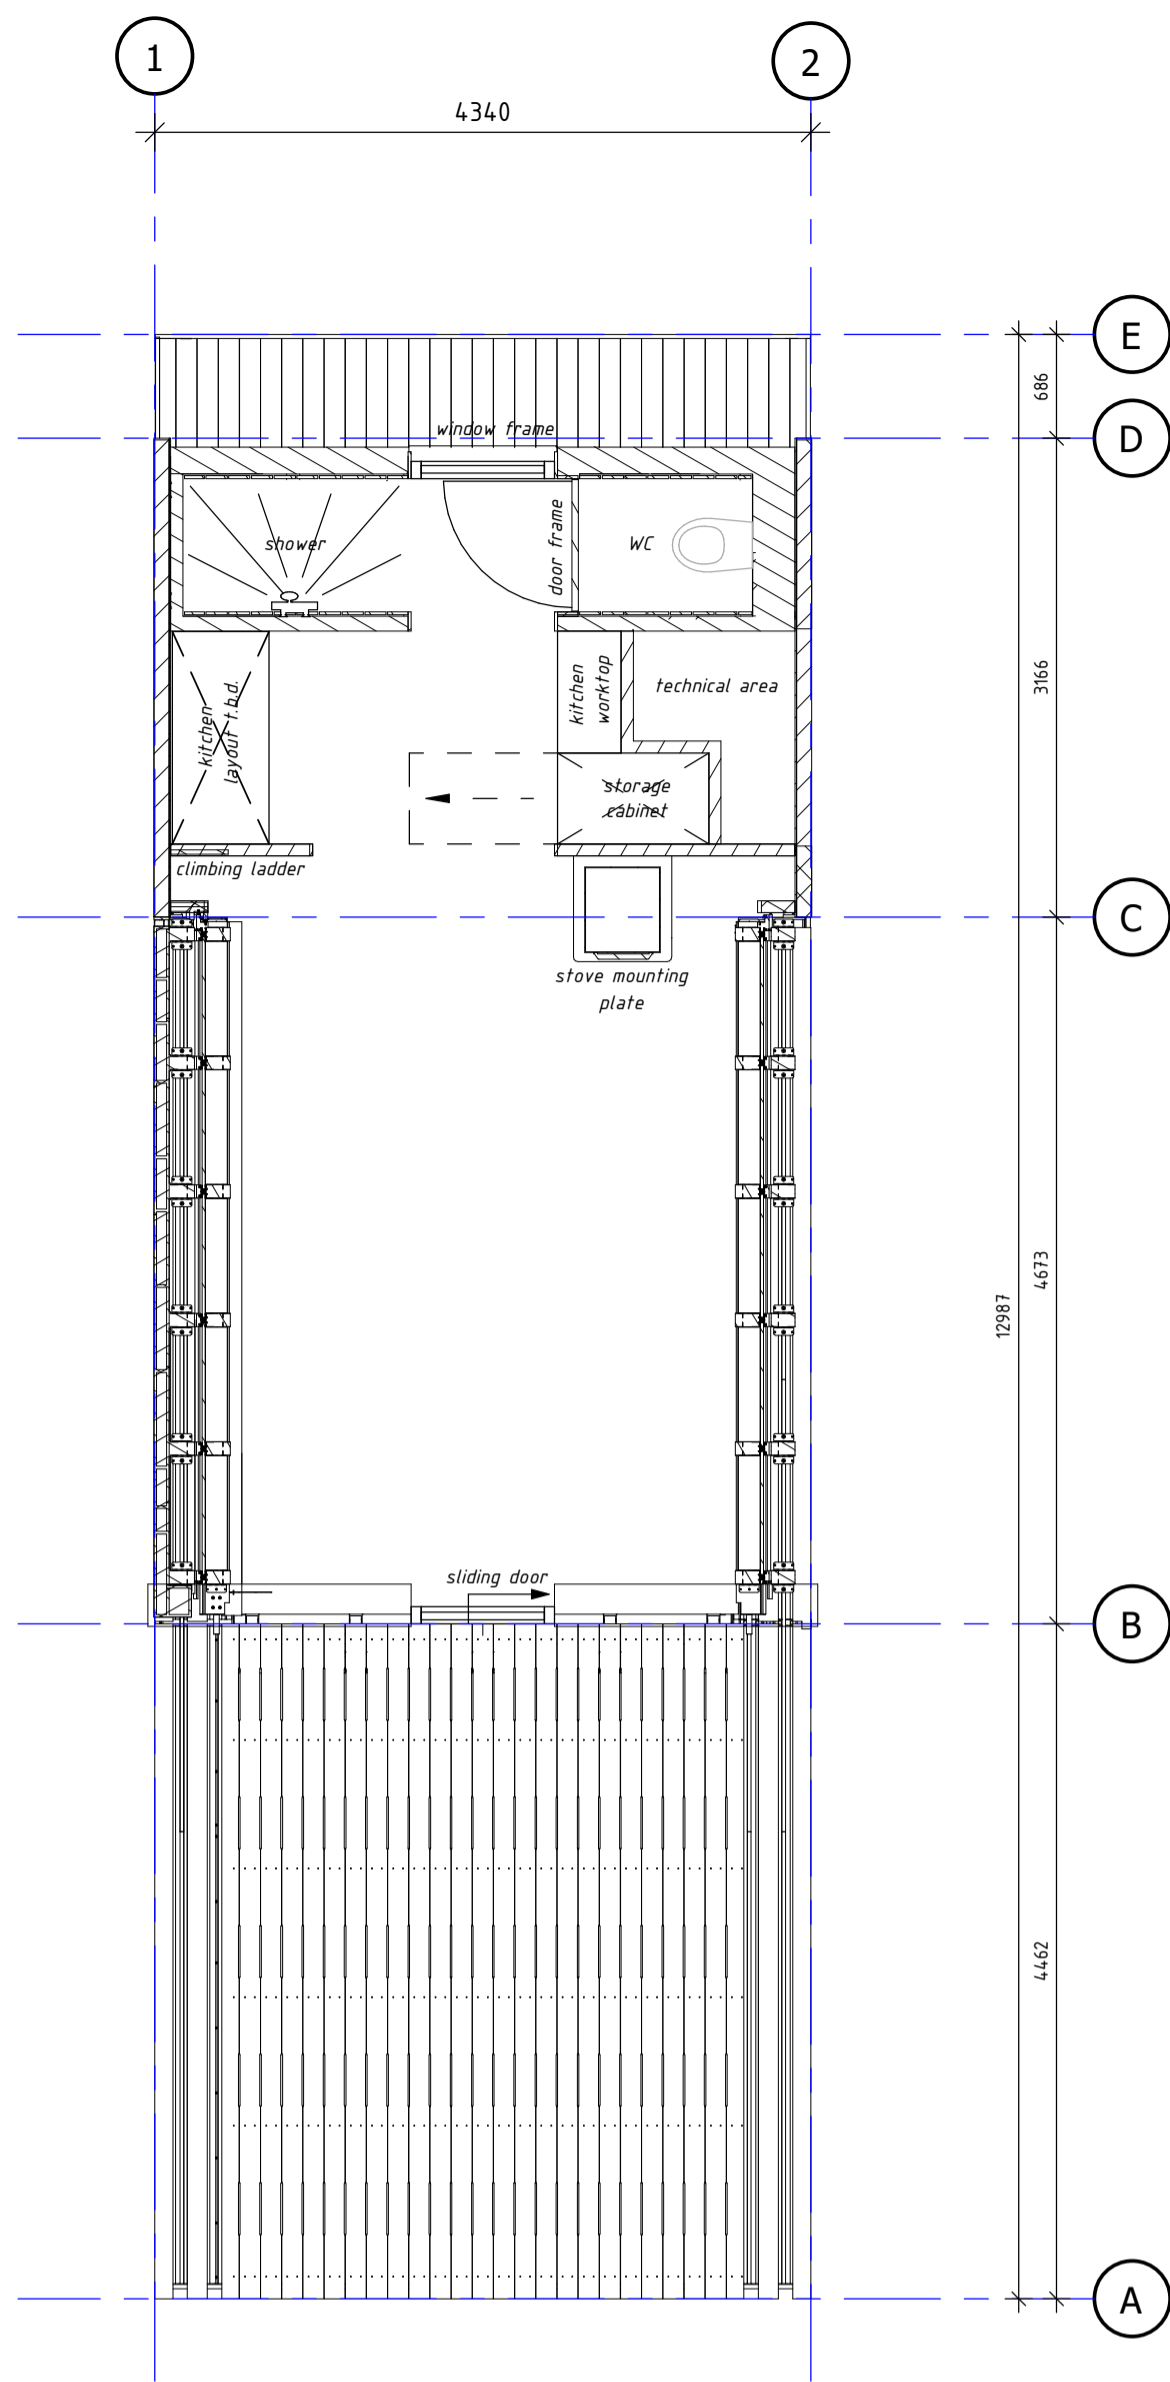 1
2
4340
E
686
D
window frame
shower
door frame
WC
3166
kitchen
layout t.b.d.
kitchen
worktop
technical area
storage
cabinet
climbing ladder
C
stove mounting
plate
4673
12987
sliding door
B
4462
A